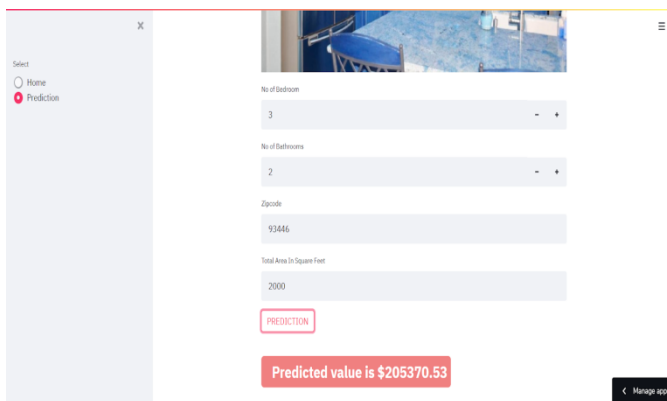 x
Select
Home
Prediction
No of Bedroom
3
- +
No of Bathrooms
2
- +
Zipcode
93446
Total Area In Square Feet
2000
PREDICTION
Predicted value is $205370.53
< Manage app